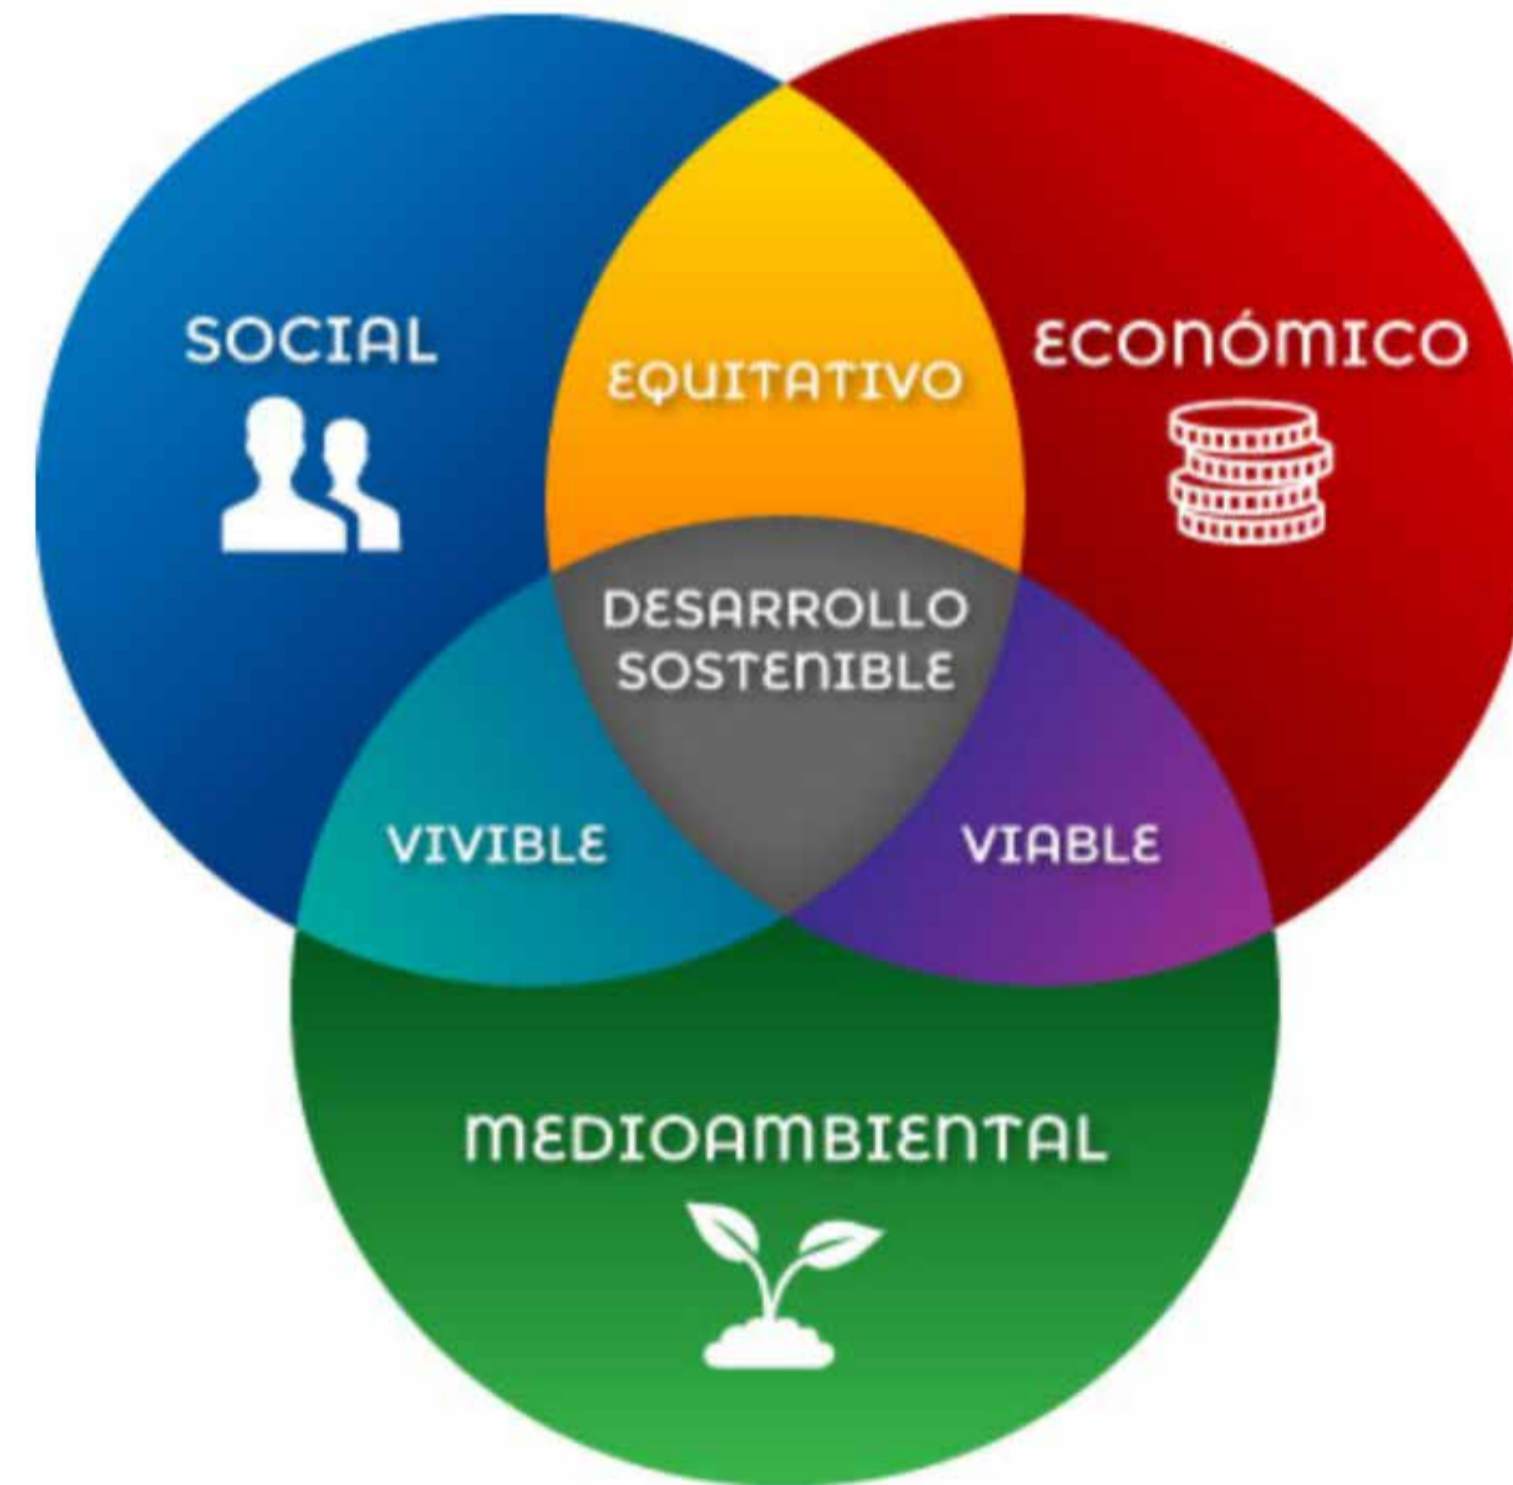 SOCIAL
EQUITATIVO
ECONÓMICO
DESARROLLO
SOSTENIBLE
VIVIBLE
VIABLE
MEDIOAMBIENTAL